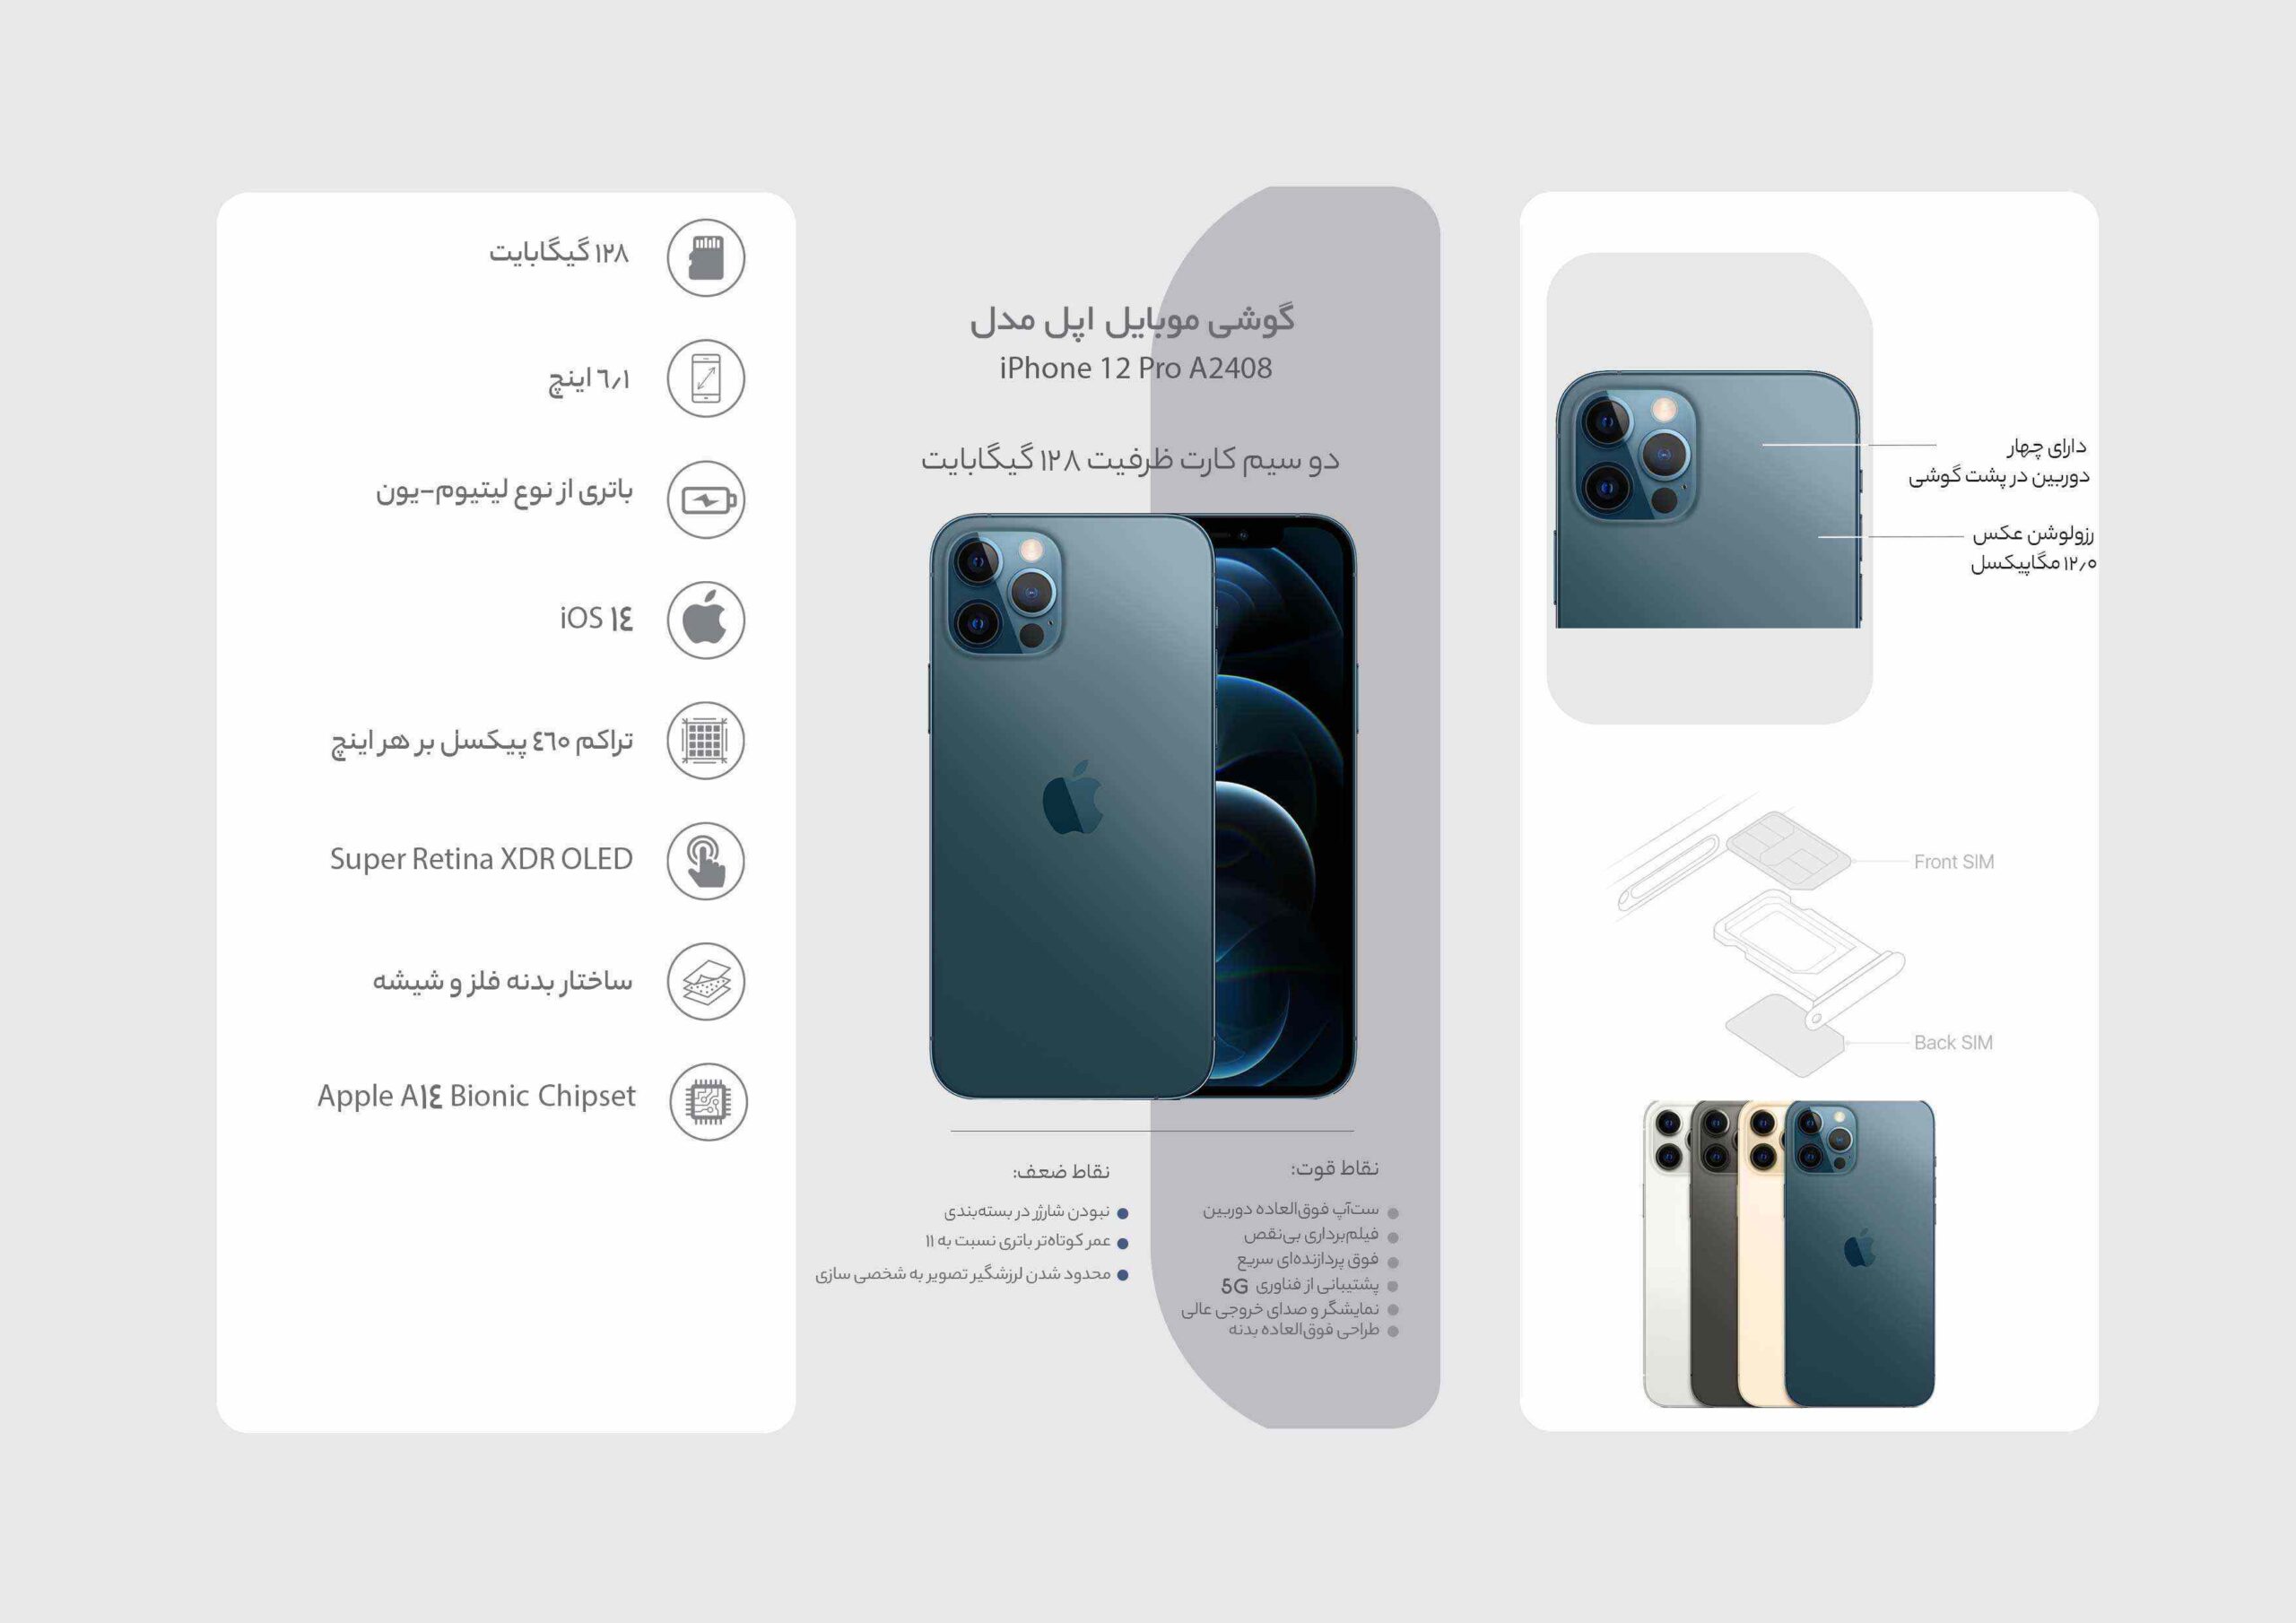 دارای چهار
دوربین در پشت گوشی
رزولوشن عکس
۱۲٫۰ مگاپیکسل
Front SIM
Back SIM
گوشی موبایل اپل مدل
iPhone 12 Pro A2408
دو سیم کارت ظرفیت ۱۲۸ گیگابایت
نقاط قوت:
ست‌آپ فوق‌العاده دوربین
فیلم‌برداری بی‌نقص
فوق پردازنده‌ای سریع
پشتیبانی از فناوری 5G
نمایشگر و صدای خروجی عالی
طراحی فوق‌العاده بدنه
نقاط ضعف:
نبودن شارژر در بسته‌بندی
عمر کوتاه‌تر باتری نسبت به ۱۱
محدود شدن لرزشگیر تصویر به شخصی سازی
۱۲۸ گیگابایت
٦٫١ اینچ
باتری از نوع لیتیوم-یون
iOS ١٤
تراکم ٤٦٠ پیکسل بر هر اینچ
Super Retina XDR OLED
ساختار بدنه فلز و شیشه
Apple A١٤ Bionic Chipset